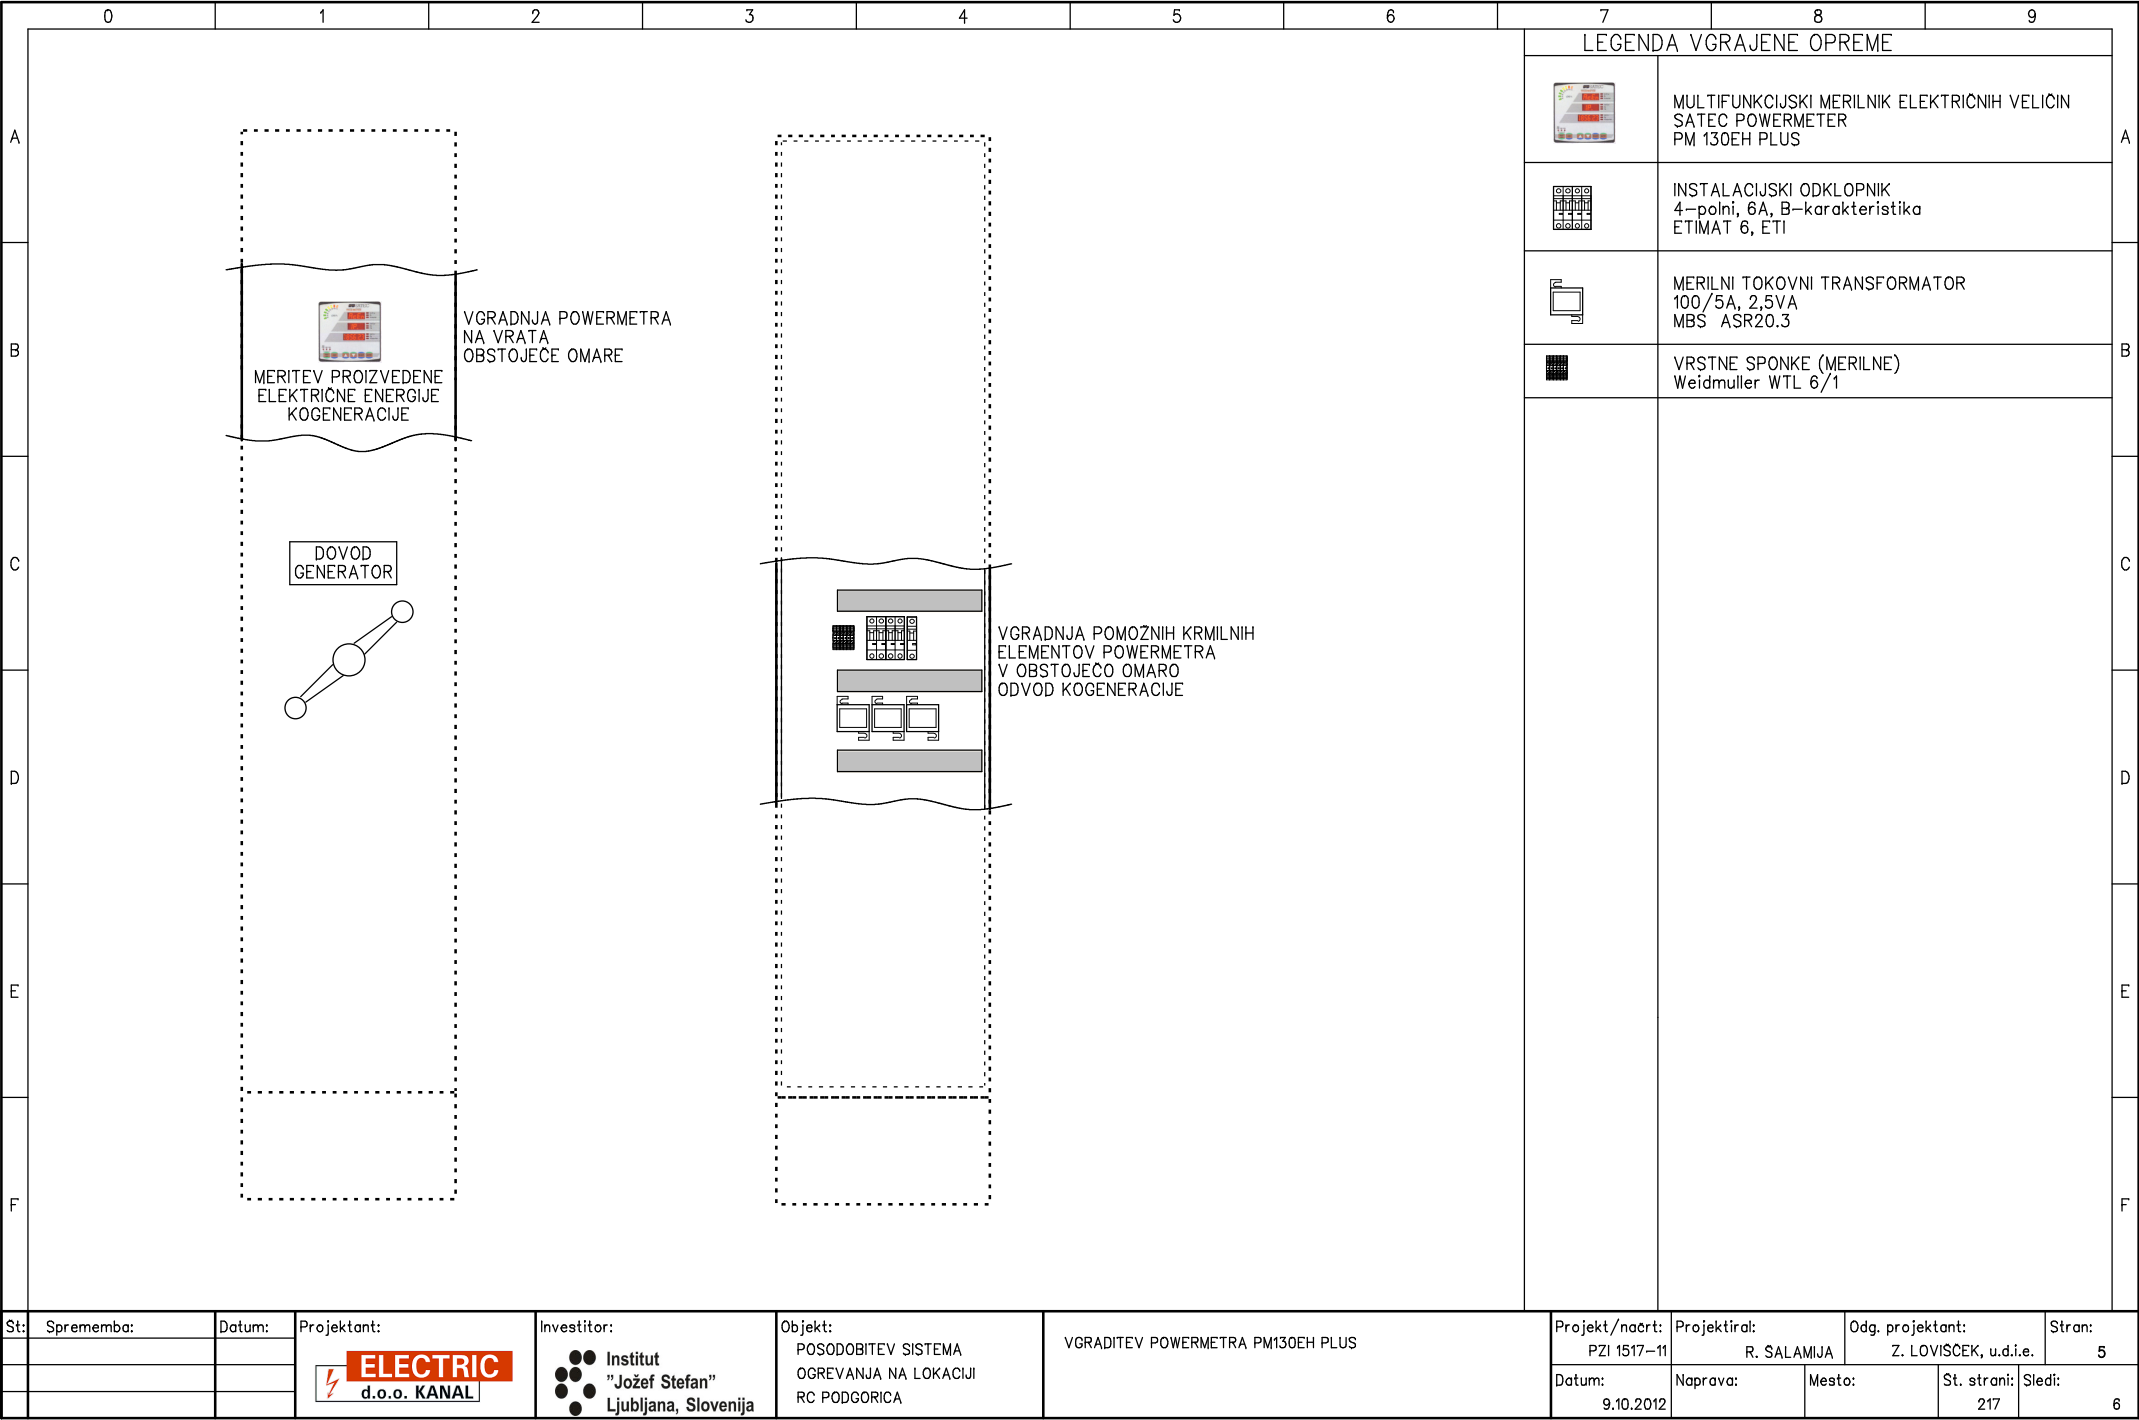 0 1 2 3 4 5 6 7 8 9
LEGENDA VGRAJENE OPREME
A
B
C
D
E
F
A
B
C
D
E
F
MULTIFUNKCIJSKI MERILNIK ELEKTRIČNIH VELIČIN
SATEC POWERMETER
PM 130EH PLUS
INSTALACIJSKI ODKLOPNIK
4-polni, 6A, B-karakteristika
ETIMAT 6, ETI
MERILNI TOKOVNI TRANSFORMATOR
100/5A, 2,5VA
MBS ASR20.3
VRSTNE SPONKE (MERILNE)
Weidmuller WTL 6/1
VGRADNJA POWERMETRA
NA VRATA
OBSTOJEČE OMARE
MERITEV PROIZVEDENE
ELEKTRIČNE ENERGIJE
KOGENERACIJE
DOVOD
GENERATOR
VGRADNJA POMOŽNIH KRMILNIH
ELEMENTOV POWERMETRA
V OBSTOJEČO OMARO
ODVOD KOGENERACIJE
St: Sprememba: Datum:
Projektant:
ELECTRIC
d.o.o. KANAL
Investitor:
Institut
"Jožef Stefan"
Ljubljana, Slovenija
Objekt:
POSODOBITEV SISTEMA
OGREVANJA NA LOKACIJI
RC PODGORICA
VGRADITEV POWERMETRA PM130EH PLUS
Projekt/načrt:
PZI 1517-11
Projektiral:
R. SALAMIJA
Odg. projektant:
Z. LOVIŠČEK, u.d.i.e.
Stran:
5
Datum:
9.10.2012
Naprava:
Mesto:
St. strani:
217
Sledi:
6